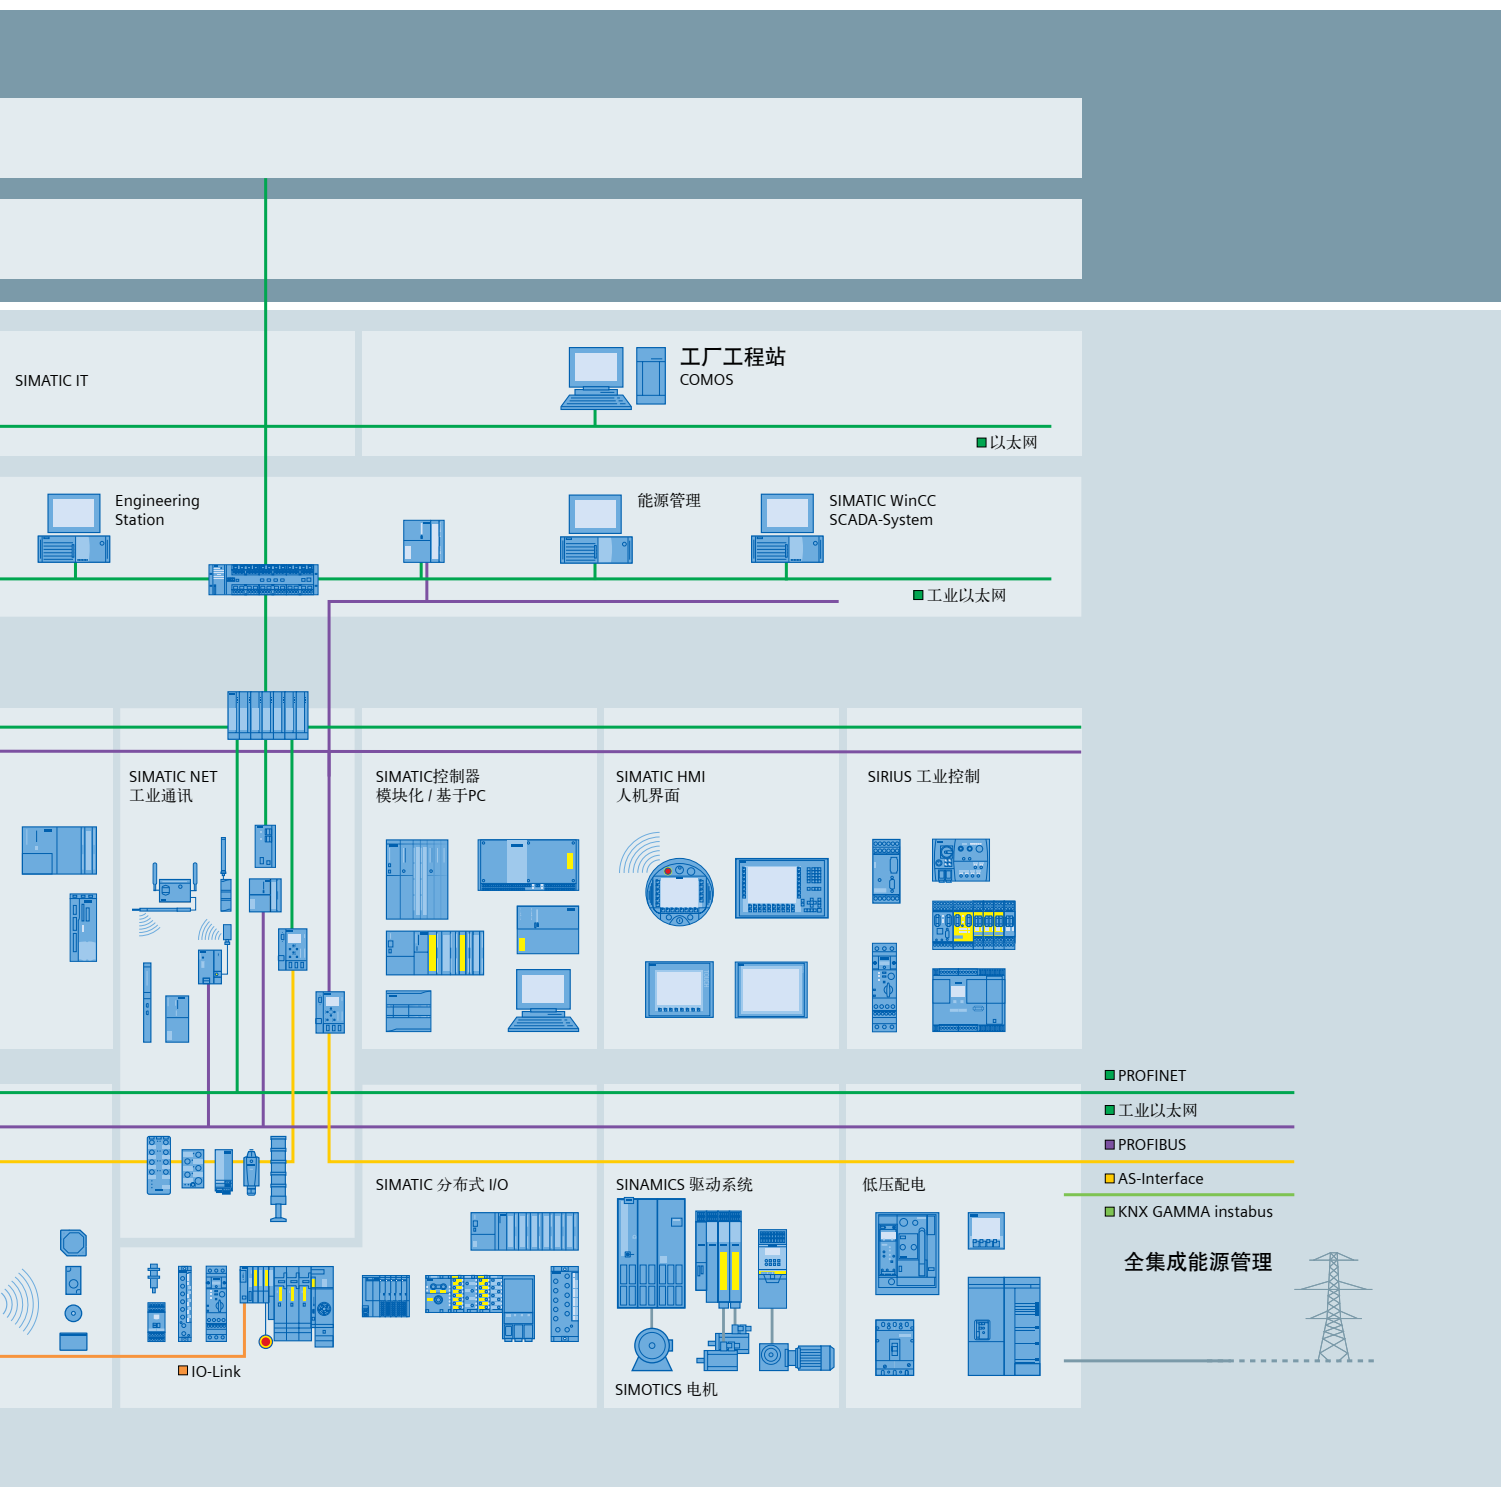 工厂工程站
SIMATIC IT
COMOS
以太网
Engineering
Station
能源管理
SIMATIC WinCC
SCADA-System
工业以太网
SIMATIC NET
工业通讯
SIMATIC控制器
模块化 / 基于PC
SIMATIC HMI
人机界面
SIRIUS 工业控制
PROFINET
工业以太网
PROFIBUS
AS-Interface
KNX GAMMA instabus
SIMATIC 分布式 I/O
SINAMICS 驱动系统
低压配电
全集成能源管理
IO-Link
SIMOTICS 电机